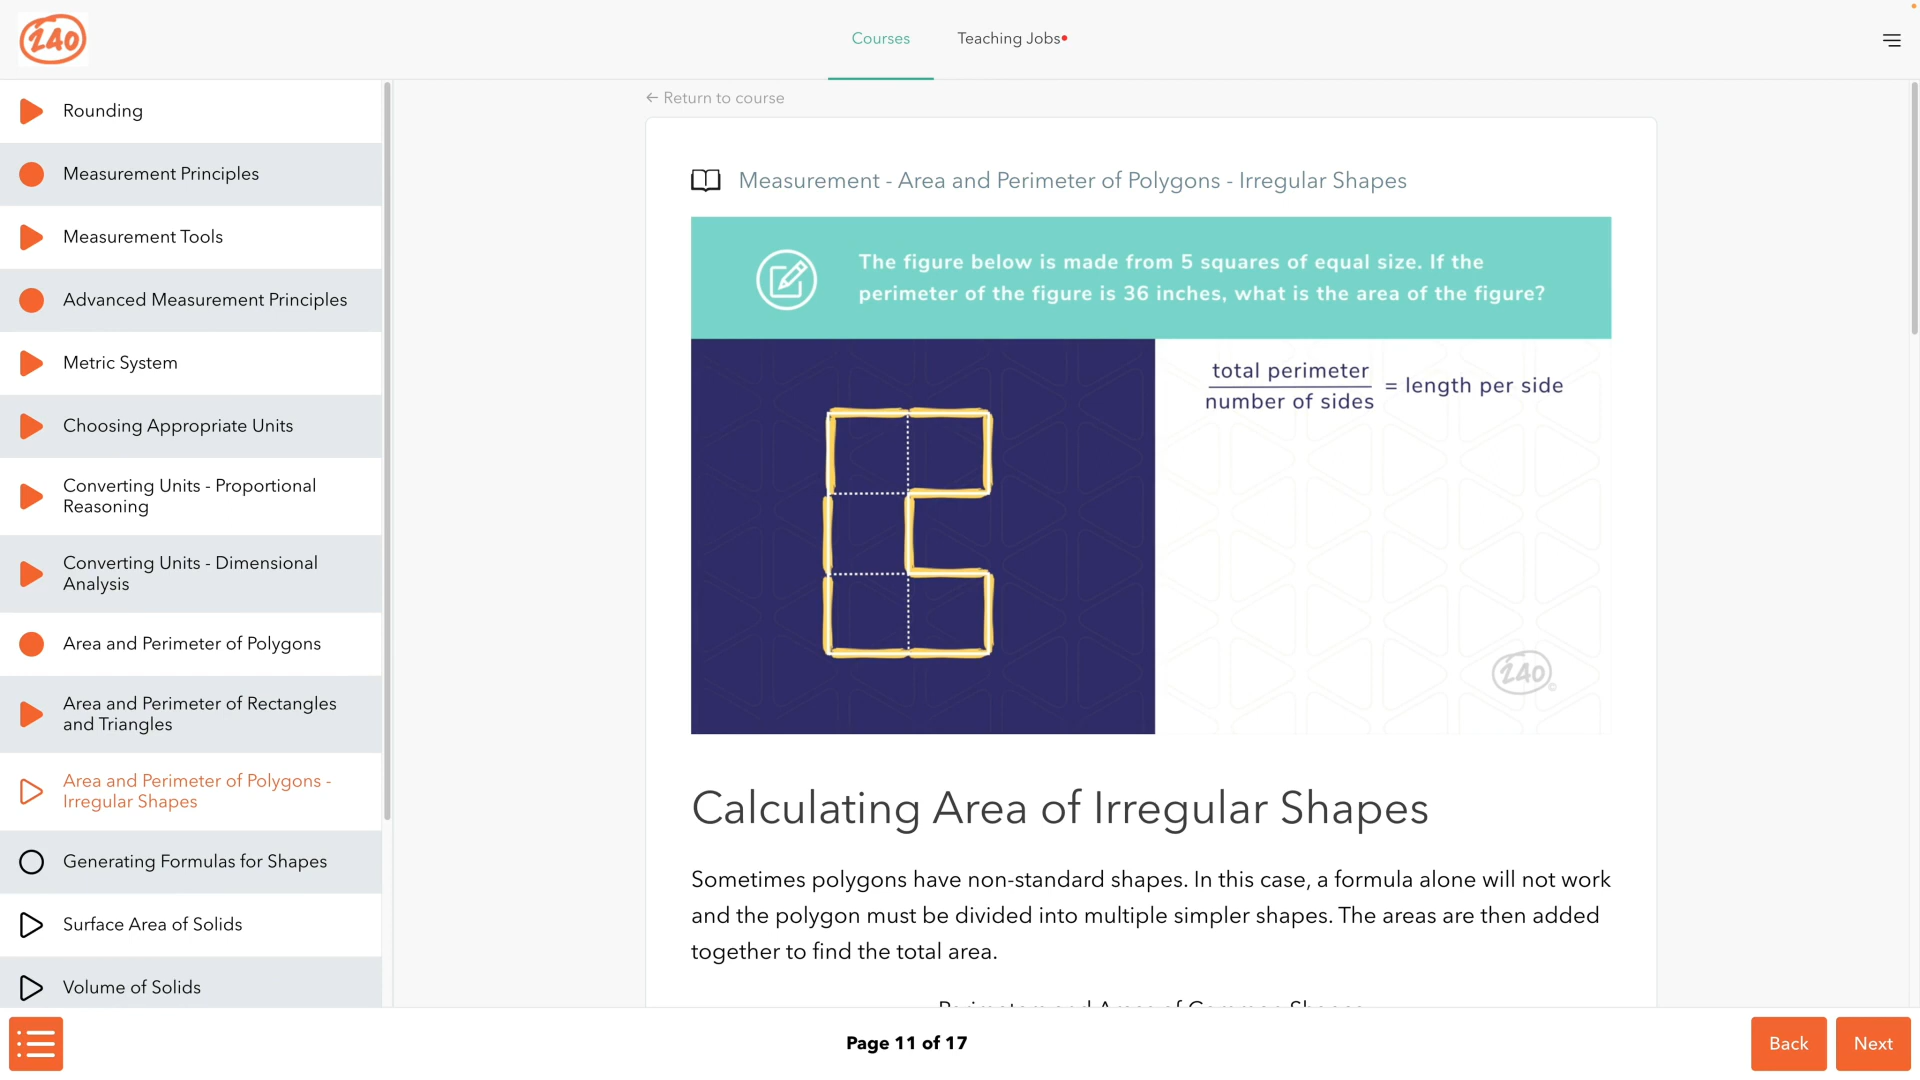 240
Courses
Teaching Jobs
Rounding
Measurement Principles
Measurement Tools
Advanced Measurement Principles
Metric System
Choosing Appropriate Units
Converting Units - Proportional
Reasoning
Converting Units - Dimensional
Analysis
Area and Perimeter of Polygons
Area and Perimeter of Rectangles
and Triangles
Area and Perimeter of Polygons -
Irregular Shapes
Generating Formulas for Shapes
Surface Area of Solids
Volume of Solids
← Return to course
Measurement - Area and Perimeter of Polygons - Irregular Shapes
The figure below is made from 5 squares of equal size. If the
perimeter of the figure is 36 inches, what is the area of the figure?
total perimeter
number of sides
= length per side
240©
Calculating Area of Irregular Shapes
Sometimes polygons have non-standard shapes. In this case, a formula alone will not work
and the polygon must be divided into multiple simpler shapes. The areas are then added
together to find the total area.
Perimeters and Areas of Common Shapes
Page 11 of 17
Back
Next